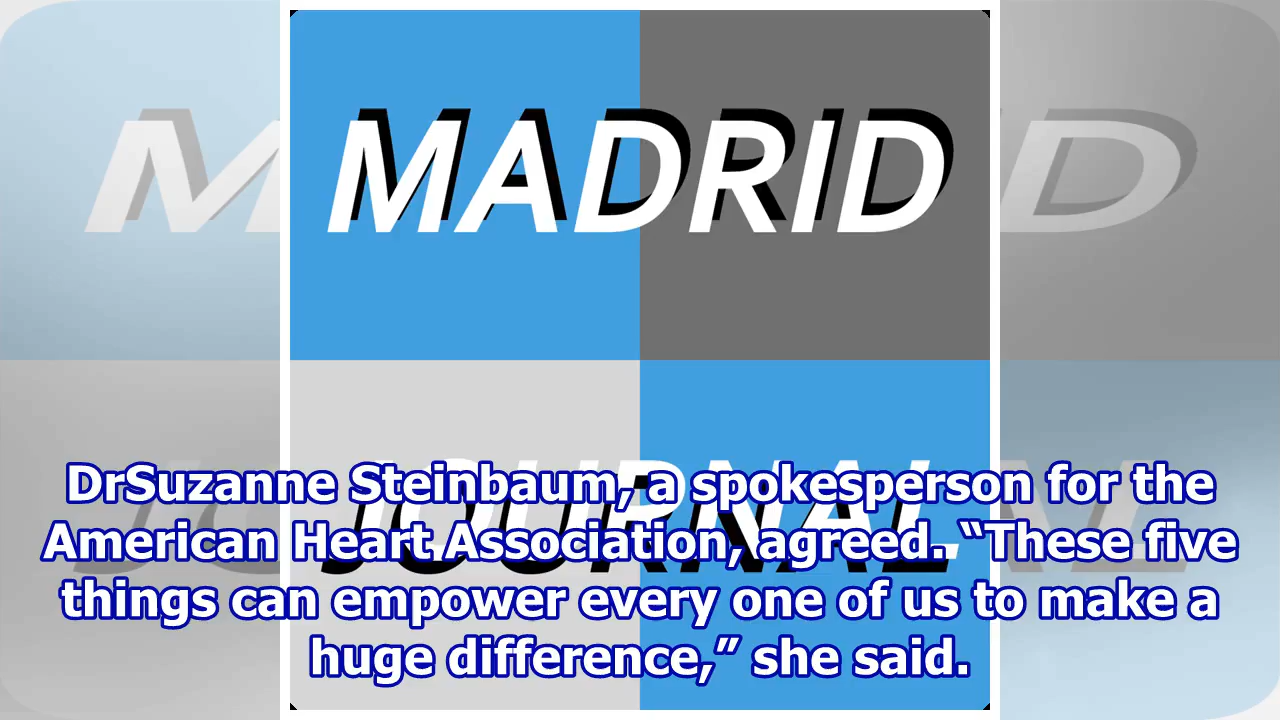 MADRID
JOURNAL
DrSuzanne Steinbaum, a spokesperson for the
American Heart Association, agreed. “These five
things can empower every one of us to make a
huge difference,” she said.